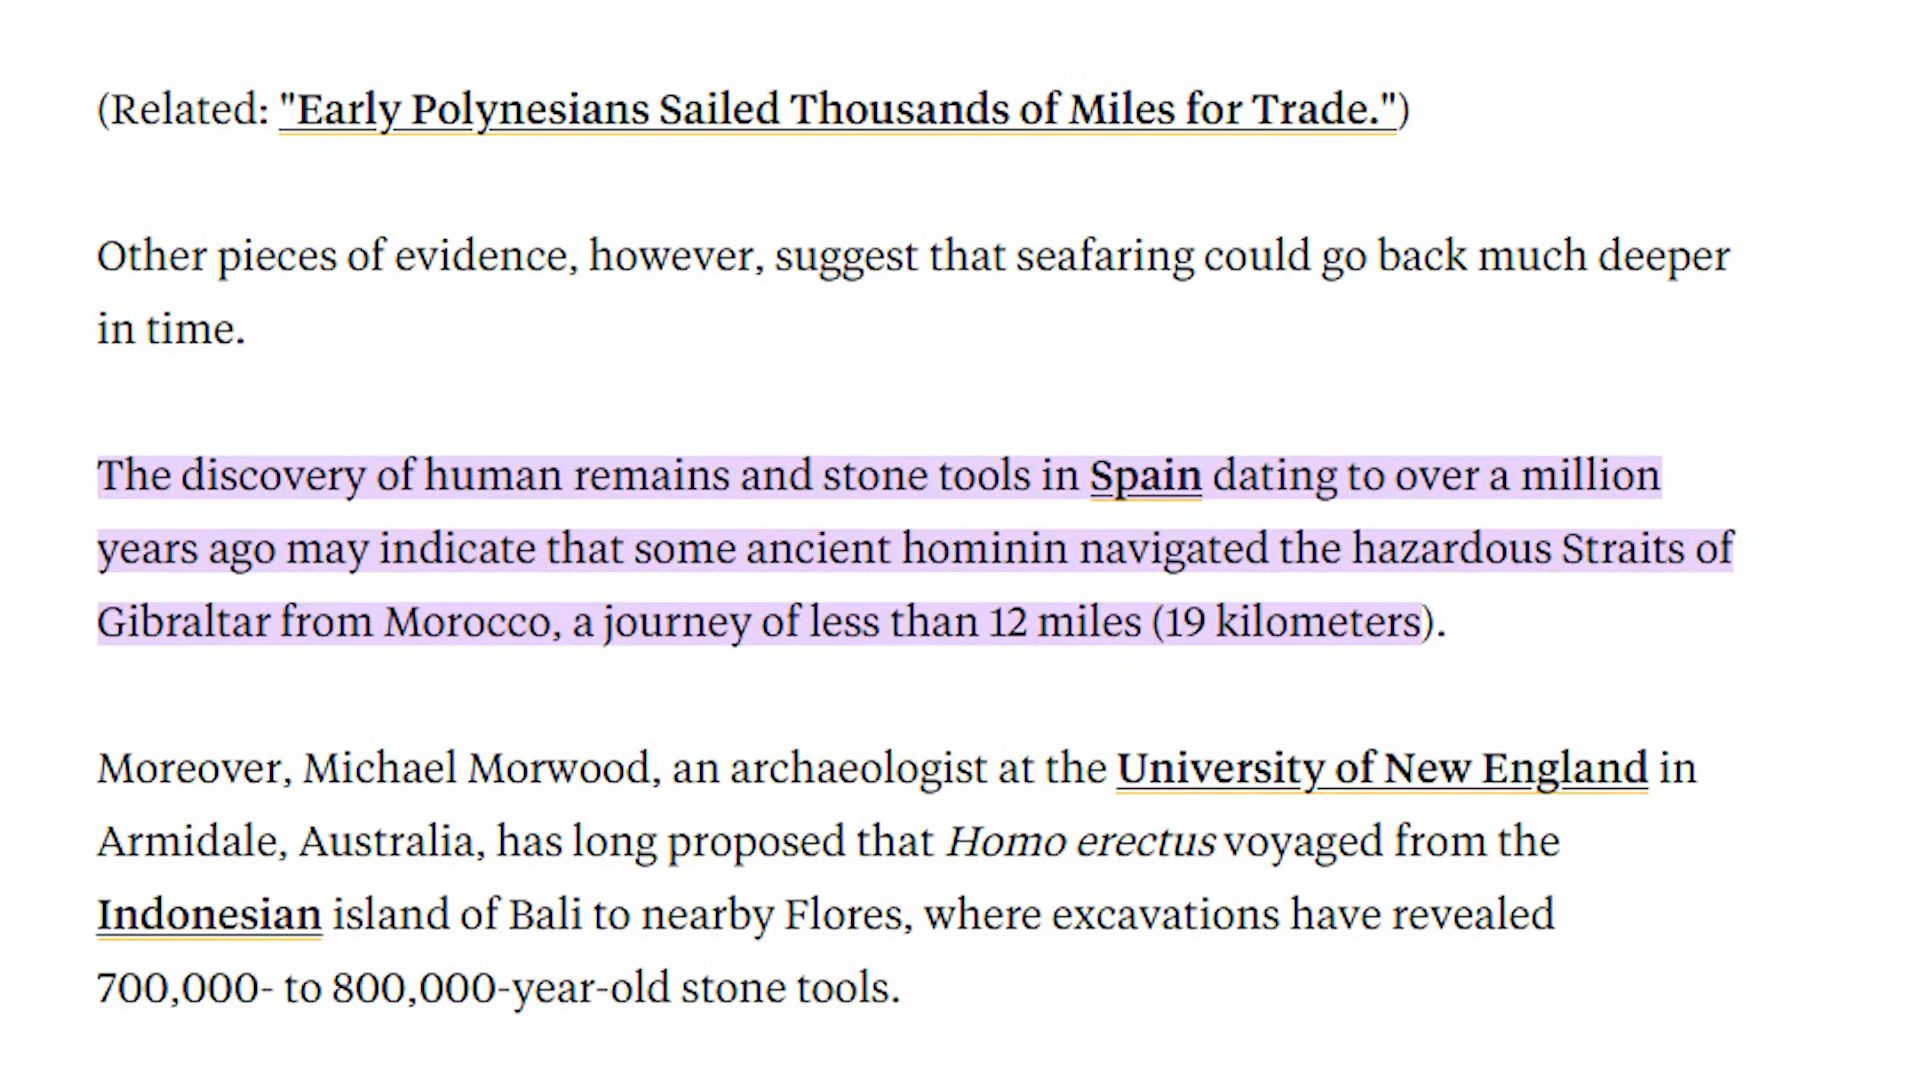 (Related: "Early Polynesians Sailed Thousands of Miles for Trade.")
Other pieces of evidence, however, suggest that seafaring could go back much deeper
in time.
The discovery of human remains and stone tools in Spain dating to over a million
years ago may indicate that some ancient hominin navigated the hazardous Straits of
Gibraltar from Morocco, a journey of less than 12 miles (19 kilometers).
Moreover, Michael Morwood, an archaeologist at the University of New England in
Armidale, Australia, has long proposed that Homo erectus voyaged from the
Indonesian island of Bali to nearby Flores, where excavations have revealed
700,000- to 800,000-year-old stone tools.